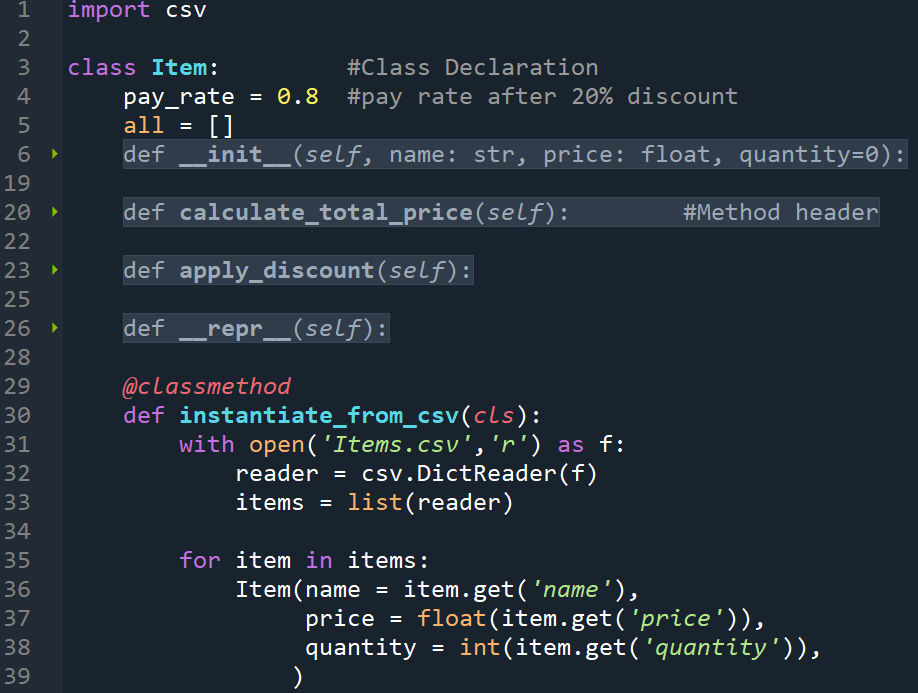 1 import csv
2
3 class Item:         #Class Declaration
4     pay_rate = 0.8  #pay rate after 20% discount
5     all = []
6     def __init__(self, name: str, price: float, quantity=0):
19
20     def calculate_total_price(self):        #Method header
22
23     def apply_discount(self):
25
26     def __repr__(self):
28
29     @classmethod
30     def instantiate_from_csv(cls):
31         with open('Items.csv','r') as f:
32             reader = csv.DictReader(f)
33             items = list(reader)
34
35         for item in items:
36             Item(name = item.get('name'),
37                  price = float(item.get('price')),
38                  quantity = int(item.get('quantity')),
39                 )